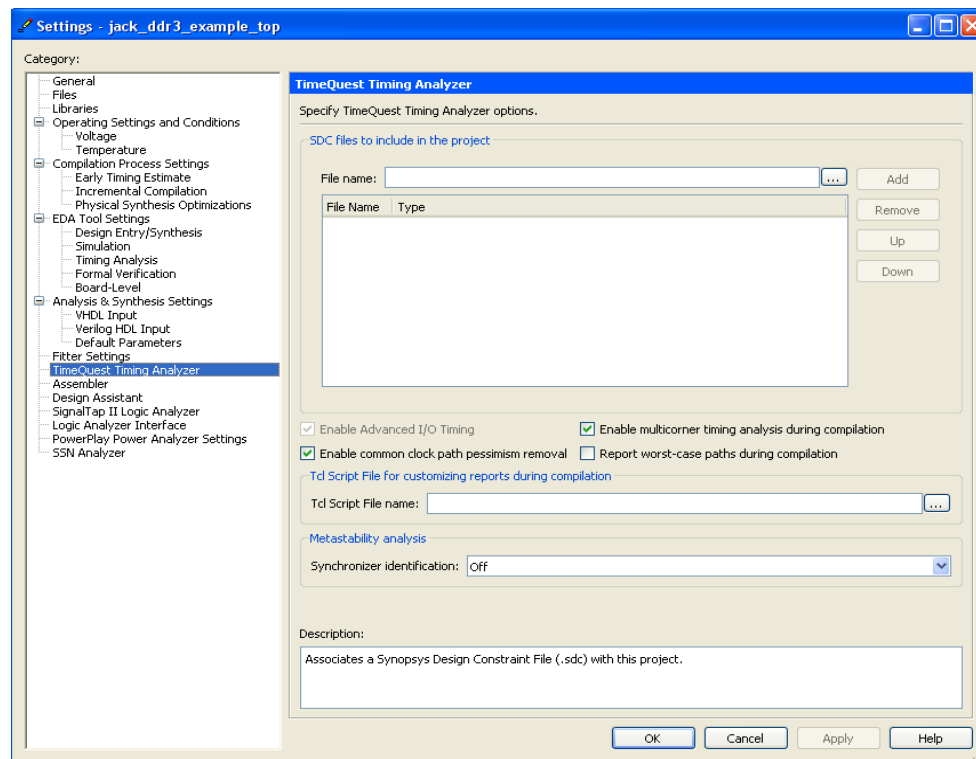 Settings - jack_ddr3_example_top
Category:
General
Files
Libraries
Operating Settings and Conditions
Voltage
Temperature
Compilation Process Settings
Early Timing Estimate
Incremental Compilation
Physical Synthesis Optimizations
EDA Tool Settings
Design Entry/Synthesis
Simulation
Timing Analysis
Formal Verification
Board-Level
Analysis & Synthesis Settings
VHDL Input
Verilog HDL Input
Default Parameters
Fitter Settings
TimeQuest Timing Analyzer
Assembler
Design Assistant
SignalTap II Logic Analyzer
Logic Analyzer Interface
PowerPlay Power Analyzer Settings
SSN Analyzer
TimeQuest Timing Analyzer
Specify TimeQuest Timing Analyzer options.
SDC files to include in the project
File name: ... Add
File Name Type
Remove
Up
Down
Enable Advanced I/O Timing Enable multicorner timing analysis during compilation
Enable common clock path pessimism removal Report worst-case paths during compilation
Tcl Script File for customizing reports during compilation
Tcl Script File name: ...
Metastability analysis
Synchronizer identification: Off
Description:
Associates a Synopsys Design Constraint File (.sdc) with this project.
OK Cancel Apply Help